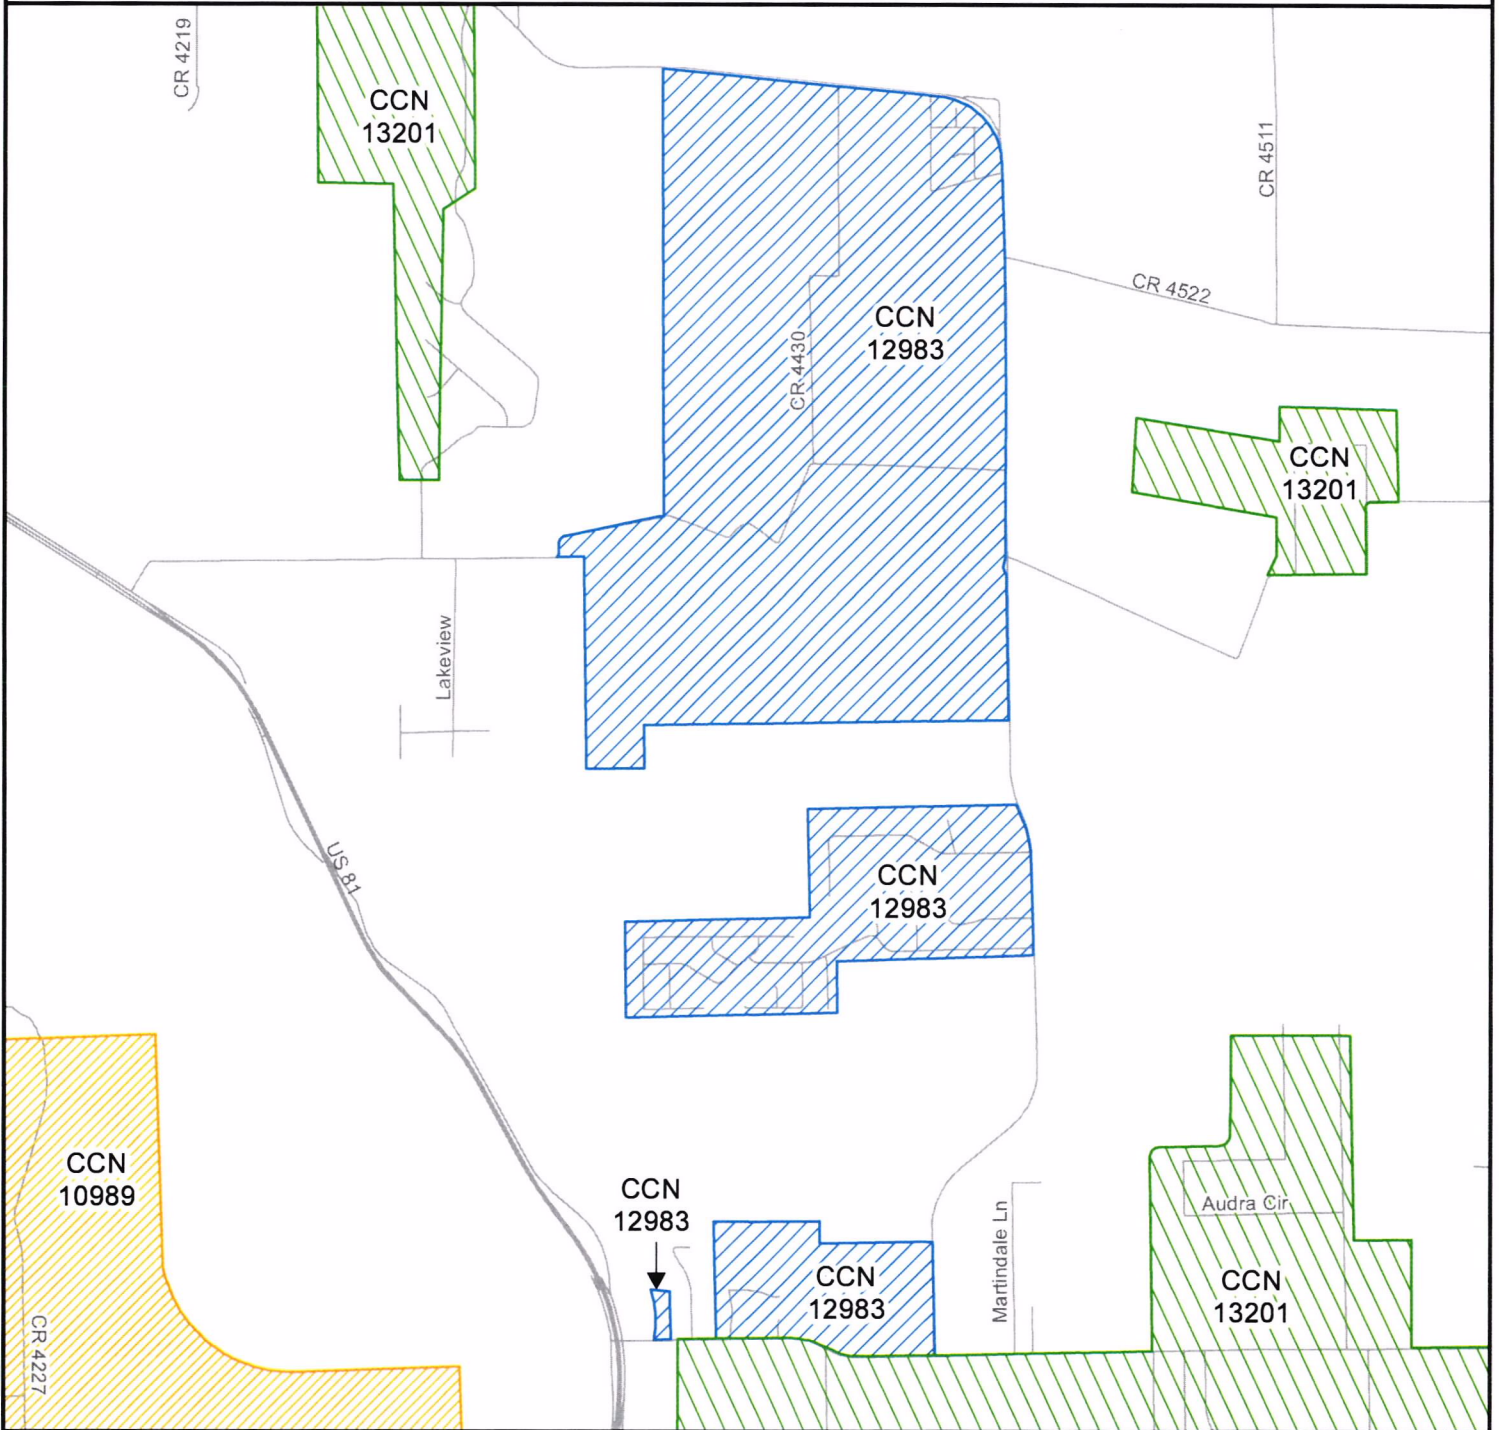 CR 4219
CCN
13201
CR 4511
CR 4522
CCN
12983
CR 4430
CCN
13201
Lakeview
US 81
CCN
12983
CCN
10989
CCN
12983
Audra Cir
Martindale Ln
CCN
12983
CCN
13201
CR 4227